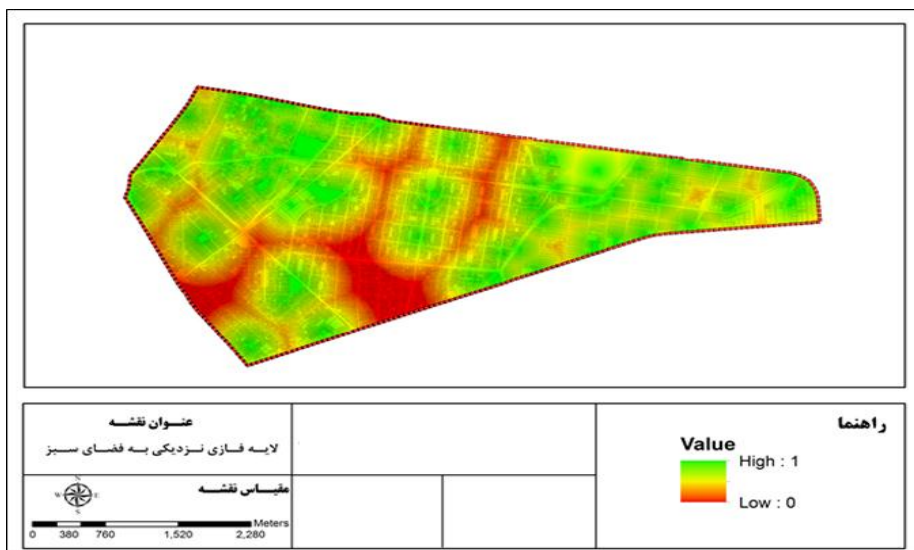 عنوان نقشه
لایه فازی نزدیکی به فضای سبز
مقیاس نقشه
N
W E
S
Meters
0 380 760 1,520 2,280
راهنما
Value
High : 1
Low : 0